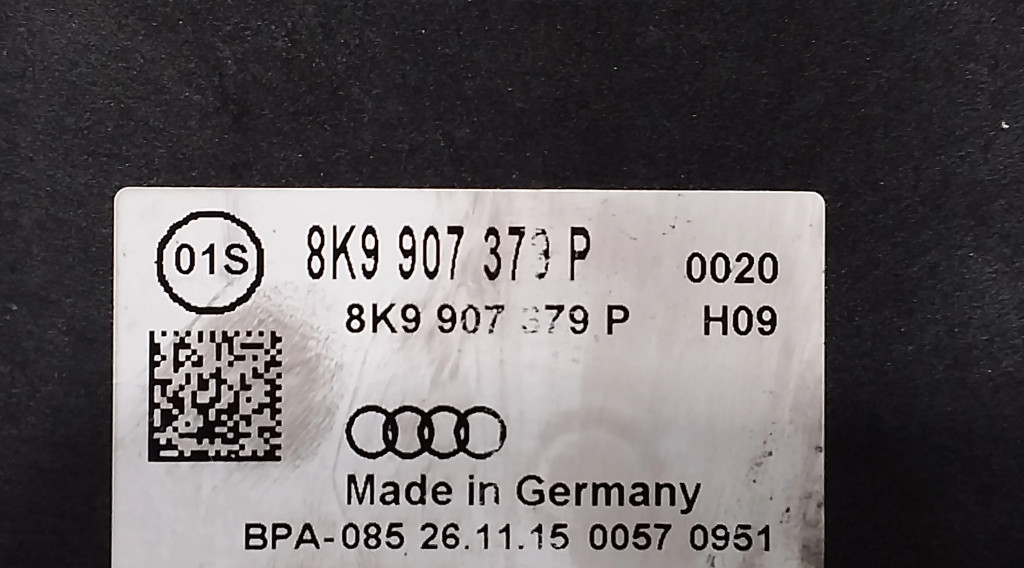 01S 8K9 907 379 P 0020
8K9 907 379 P H09
Made in Germany
BPA-085 26.11.15 0057 0951